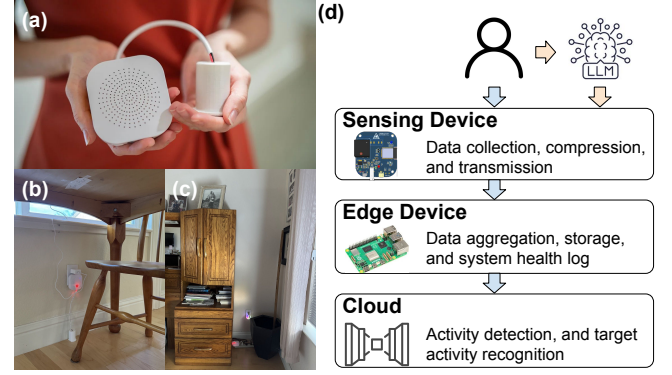 (a)
(b)
(c)
(d)
LLM
Sensing Device
Data collection, compression,
and transmission
Edge Device
Data aggregation, storage,
and system health log
Cloud
Activity detection, and target
activity recognition